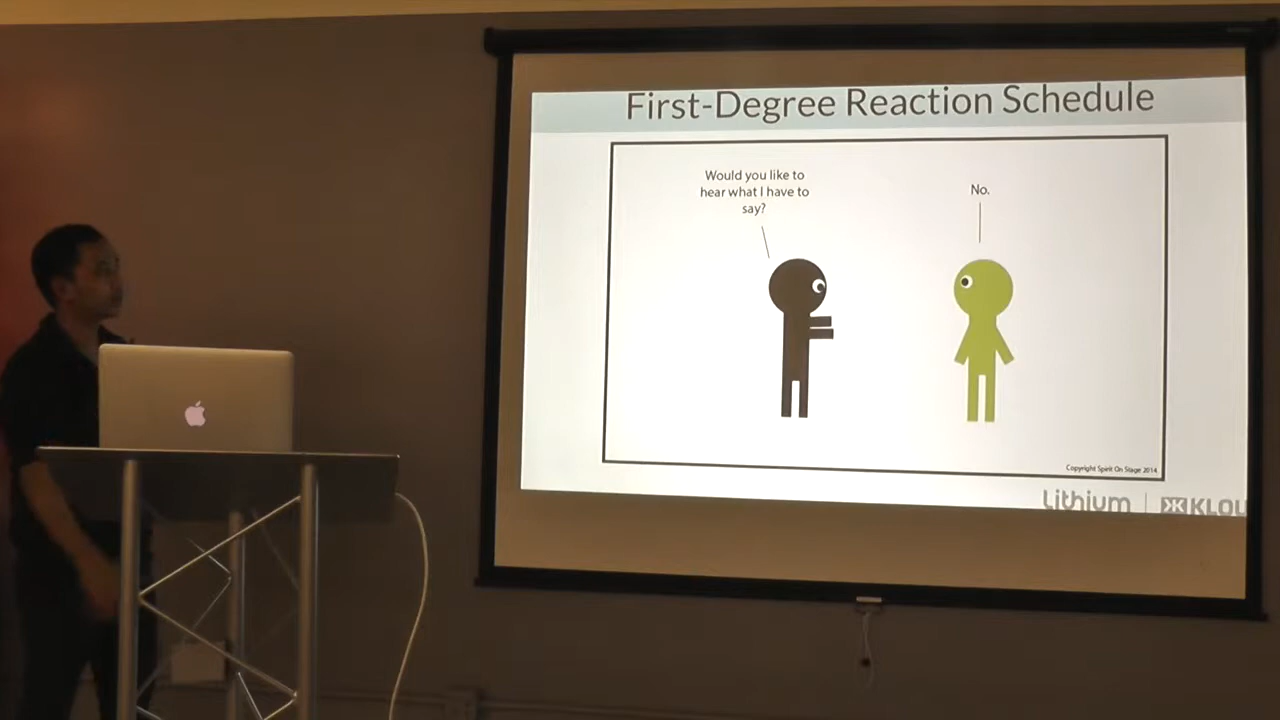 First-Degree Reaction Schedule
Would you like to
hear what I have to
say?
No.
Copyright Spirit On Stage 2014
Lithium | KLOU